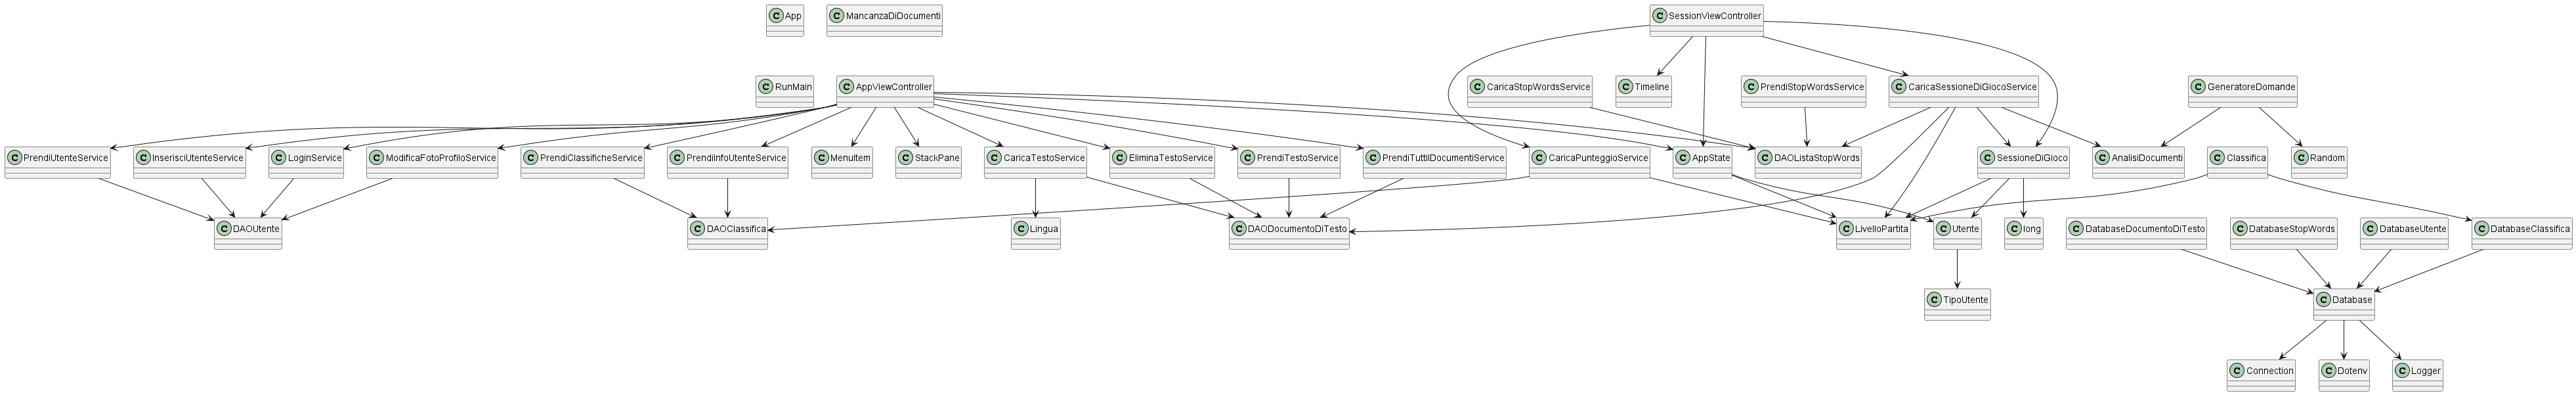 C App
C MancanzaDiDocumenti
C SessionViewController
C RunMain
C AppViewController
C CaricaStopWordsService
C Timeline
C PrendiStopWordsService
C CaricaSessioneDiGiocoService
C GeneratoreDomande
C PrendiUtenteService
C InserisciUtenteService
C LoginService
C ModificaFotoProfiloService
C PrendiClassificheService
C PrendiInfoUtenteService
C MenuItem
C StackPane
C CaricaTestoService
C EliminaTestoService
C PrendiTestoService
C PrendiTuttiIDocumentiService
C CaricaPunteggioService
C AppState
C DAOListaStopWords
C SessioneDiGioco
C AnalisiDocumenti
C Classifica
C Random
C DAOUtente
C DAOClassifica
C Lingua
C DAODocumentoDiTesto
C LivelloPartita
C Utente
C long
C DatabaseDocumentoDiTesto
C DatabaseStopWords
C DatabaseUtente
C DatabaseClassifica
C TipoUtente
C Database
C Connection
C Dotenv
C Logger